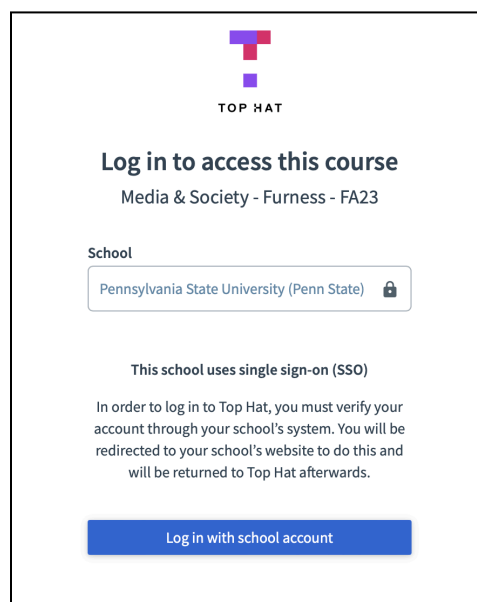 TOP HAT
Log in to access this course
Media & Society - Furness - FA23
School
Pennsylvania State University (Penn State)
This school uses single sign-on (SSO)
In order to log in to Top Hat, you must verify your
account through your school's system. You will be
redirected to your school's website to do this and
will be returned to Top Hat afterwards.
Log in with school account